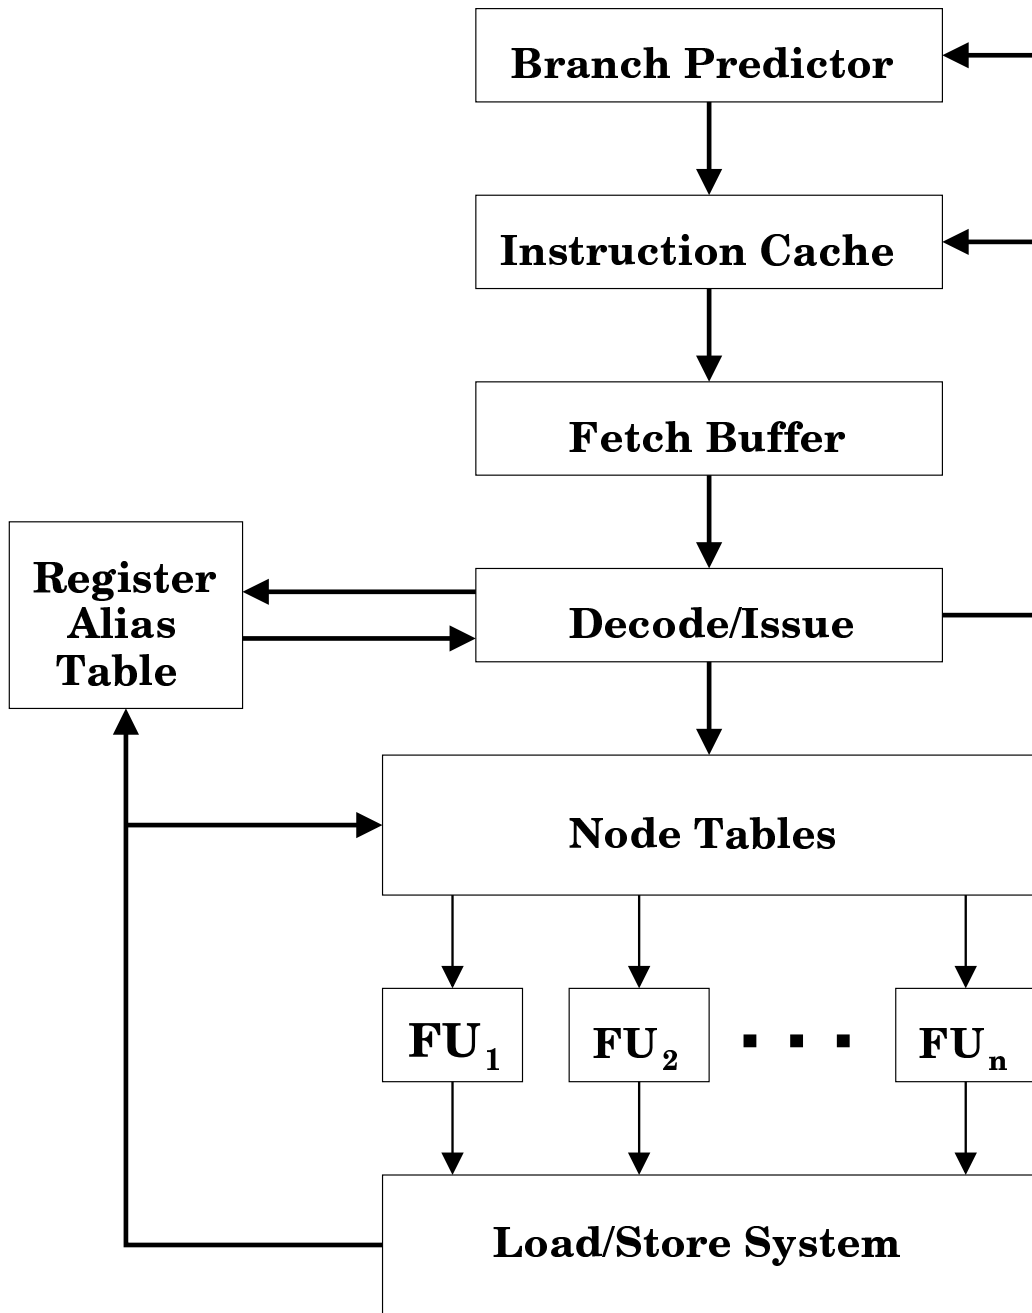 Branch Predictor
Instruction Cache
Fetch Buffer
Register
Alias
Table
Decode/Issue
Node Tables
FU₁
FU₂
. . .
FUₙ
Load/Store System